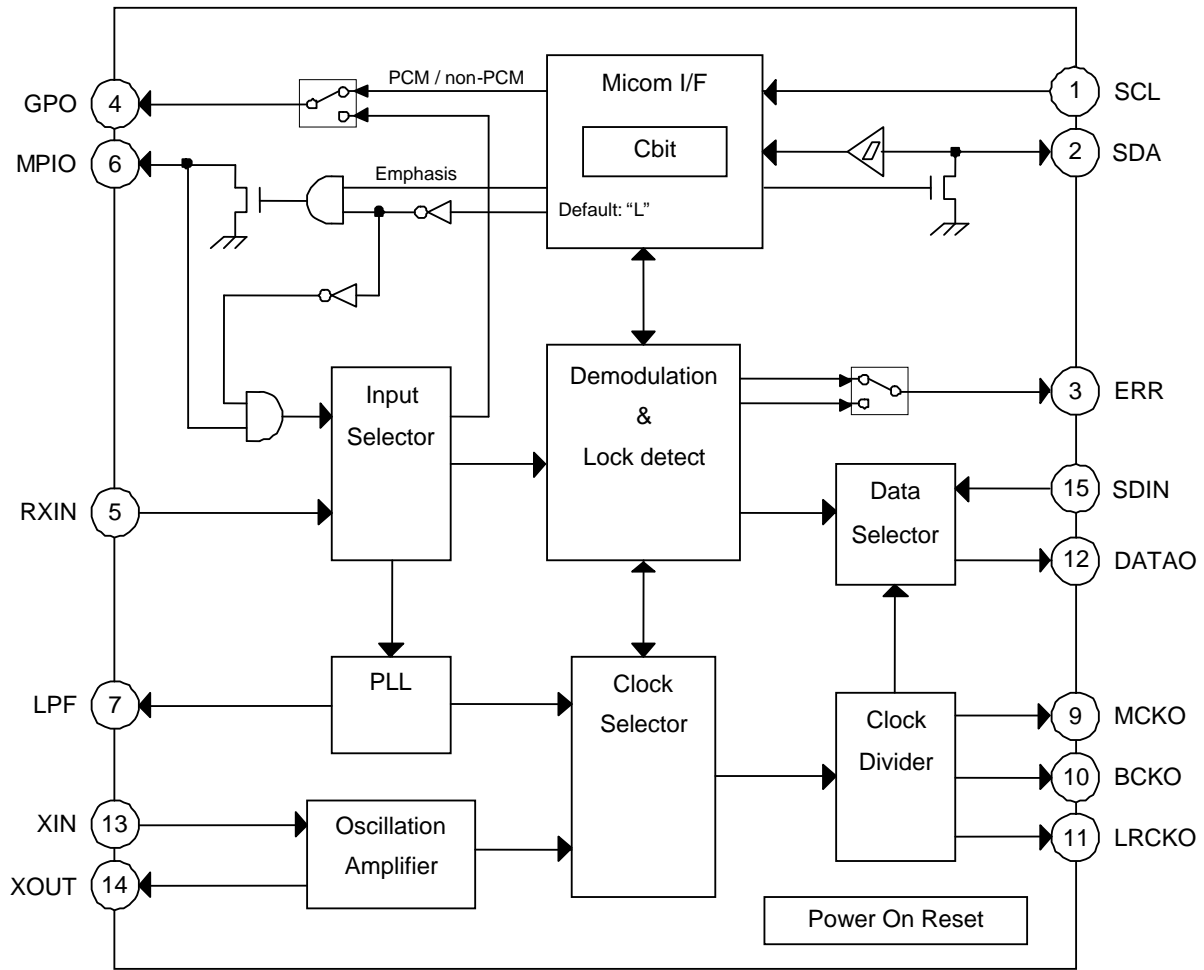 PCM / non-PCM
Micom I/F
GPO
4
1
SCL
Cbit
MPIO
6
2
SDA
Emphasis
Default: “L”
Input
Selector
Demodulation
&
Lock detect
3
ERR
RXIN
5
Data
Selector
15
SDIN
12
DATAO
LPF
7
PLL
Clock
Selector
Clock
Divider
9
MCKO
10
BCKO
11
LRCKO
XIN
13
Oscillation
Amplifier
XOUT
14
Power On Reset